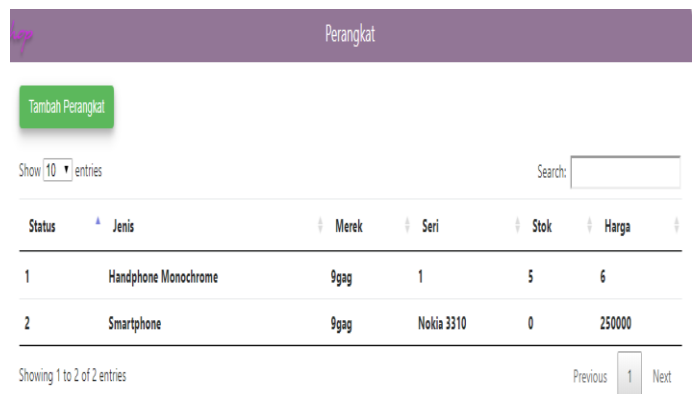 Perangkat
Tambah Perangkat
Show 10 entries Search:
Status Jenis Merek Seri Stok Harga
1 Handphone Monochrome 9gag 1 5 6
2 Smartphone 9gag Nokia 3310 0 250000
Showing 1 to 2 of 2 entries Previous 1 Next